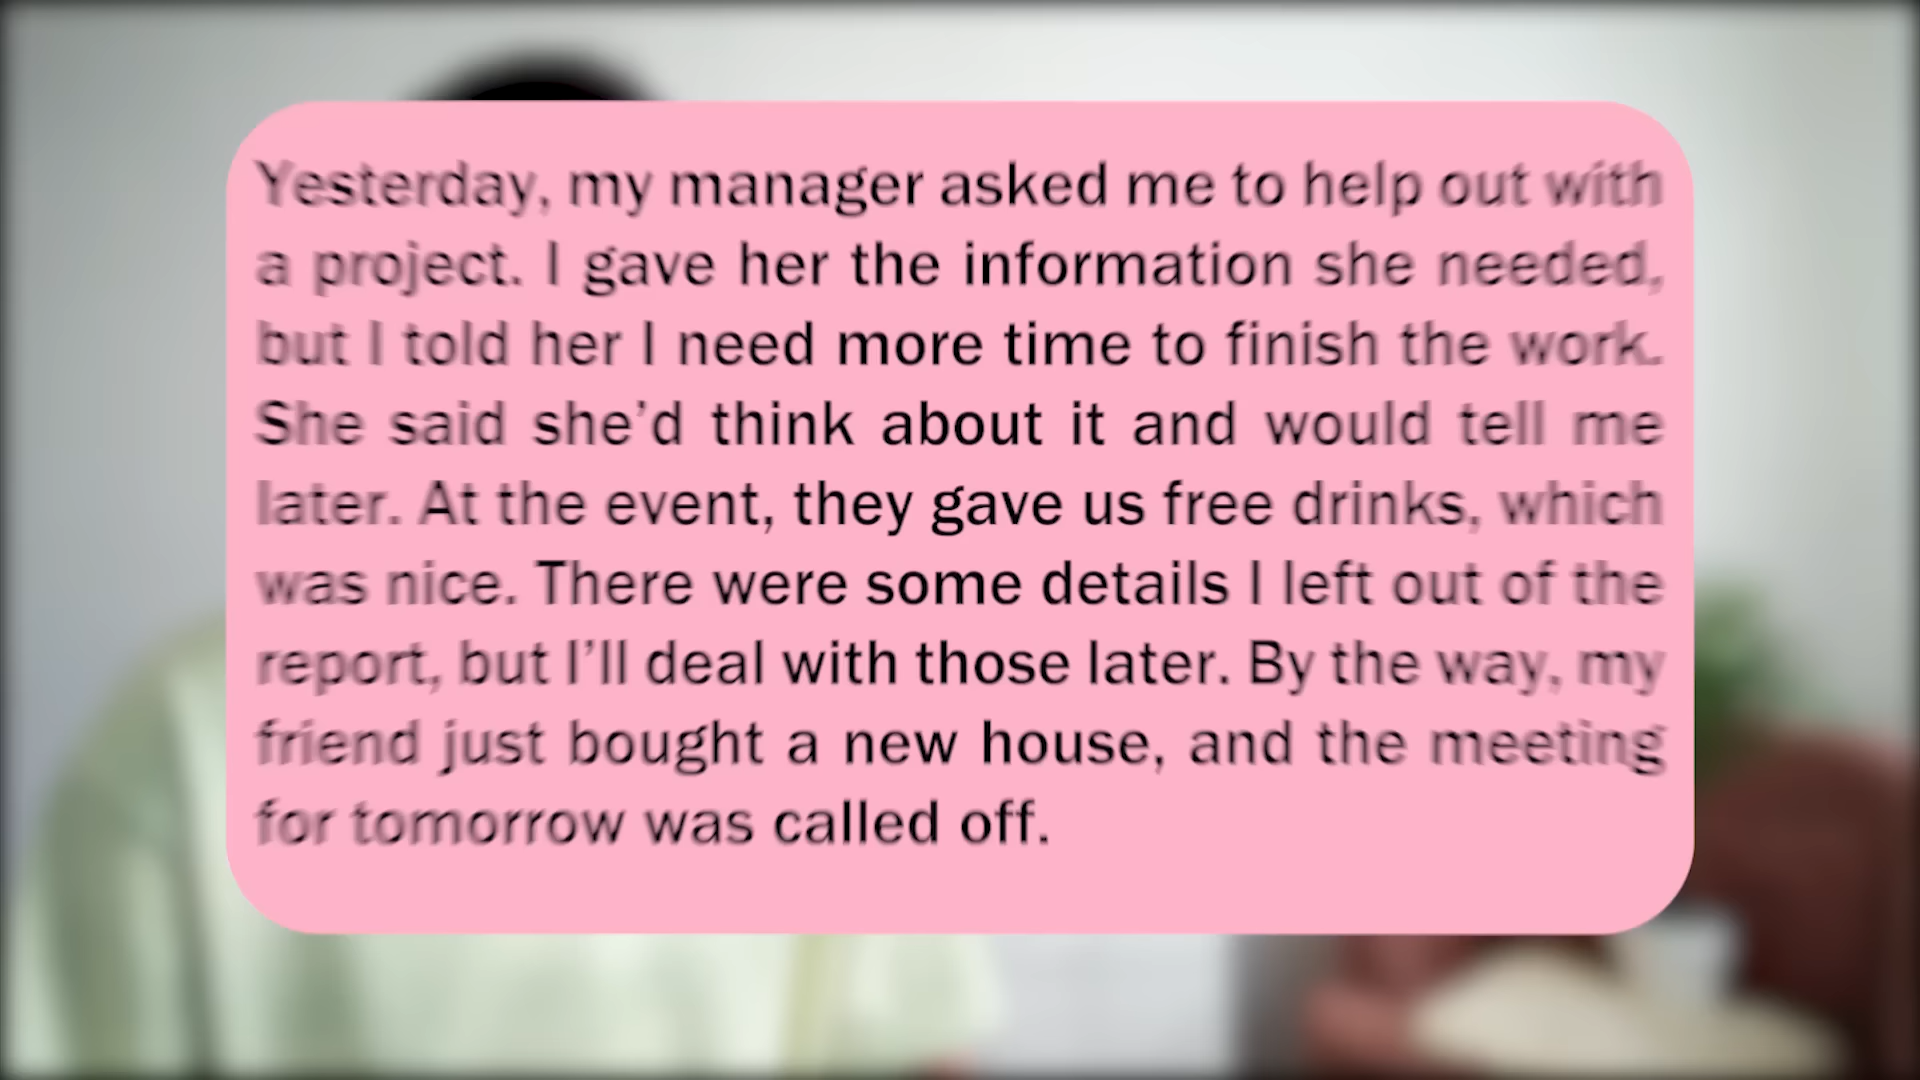 Yesterday, my manager asked me to help out with
a project. I gave her the information she needed,
but I told her I need more time to finish the work.
She said she’d think about it and would tell me
later. At the event, they gave us free drinks, which
was nice. There were some details I left out of the
report, but I’ll deal with those later. By the way, my
friend just bought a new house, and the meeting
for tomorrow was called off.